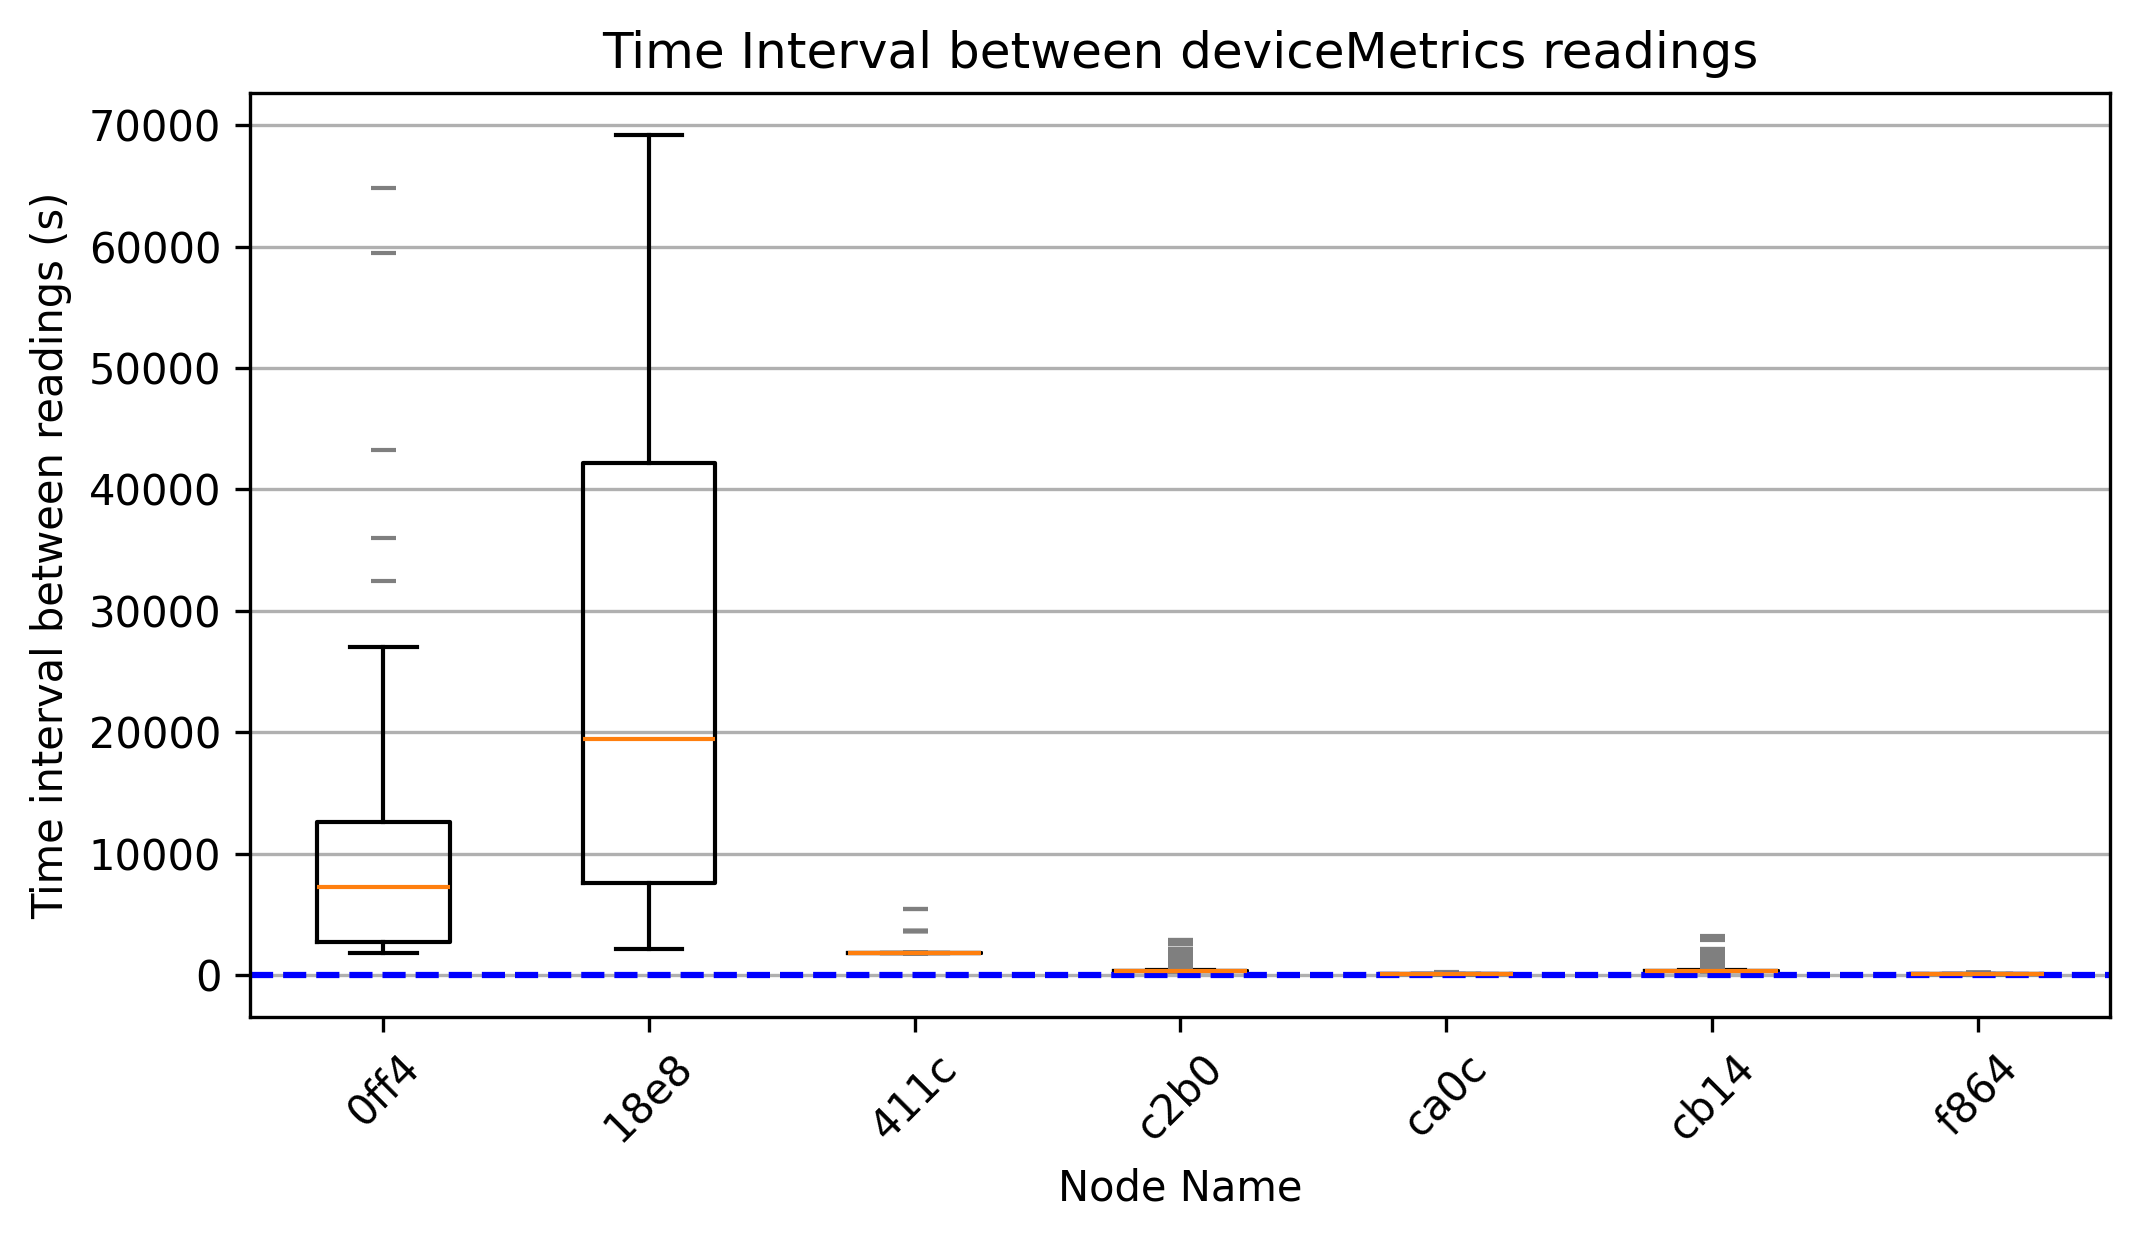 Time Interval between deviceMetrics readings
Time interval between readings (s)
70000
60000
50000
40000
30000
20000
10000
0
0ff4
18e8
411c
c2b0
ca0c
cb14
f864
Node Name